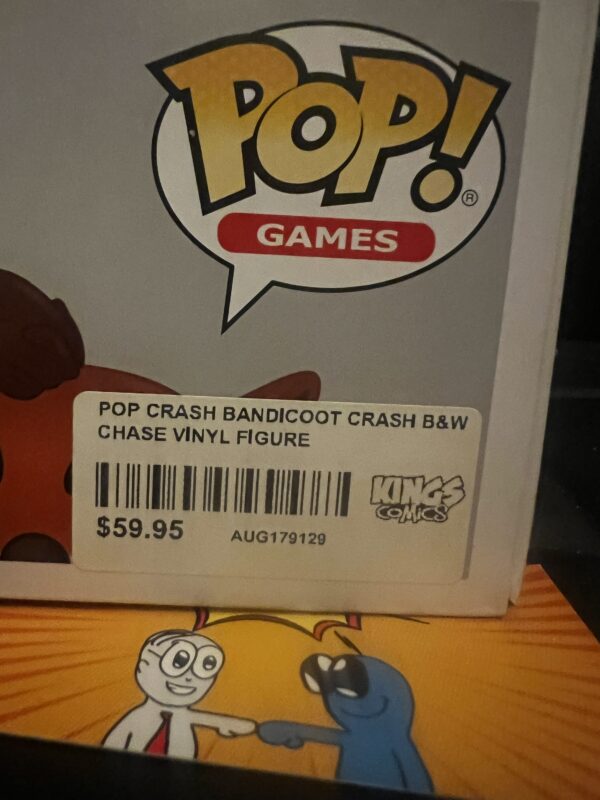 POP!
®
GAMES
POP CRASH BANDICOOT CRASH B&W
CHASE VINYL FIGURE
KINGS
COMICS
$59.95
AUG179129